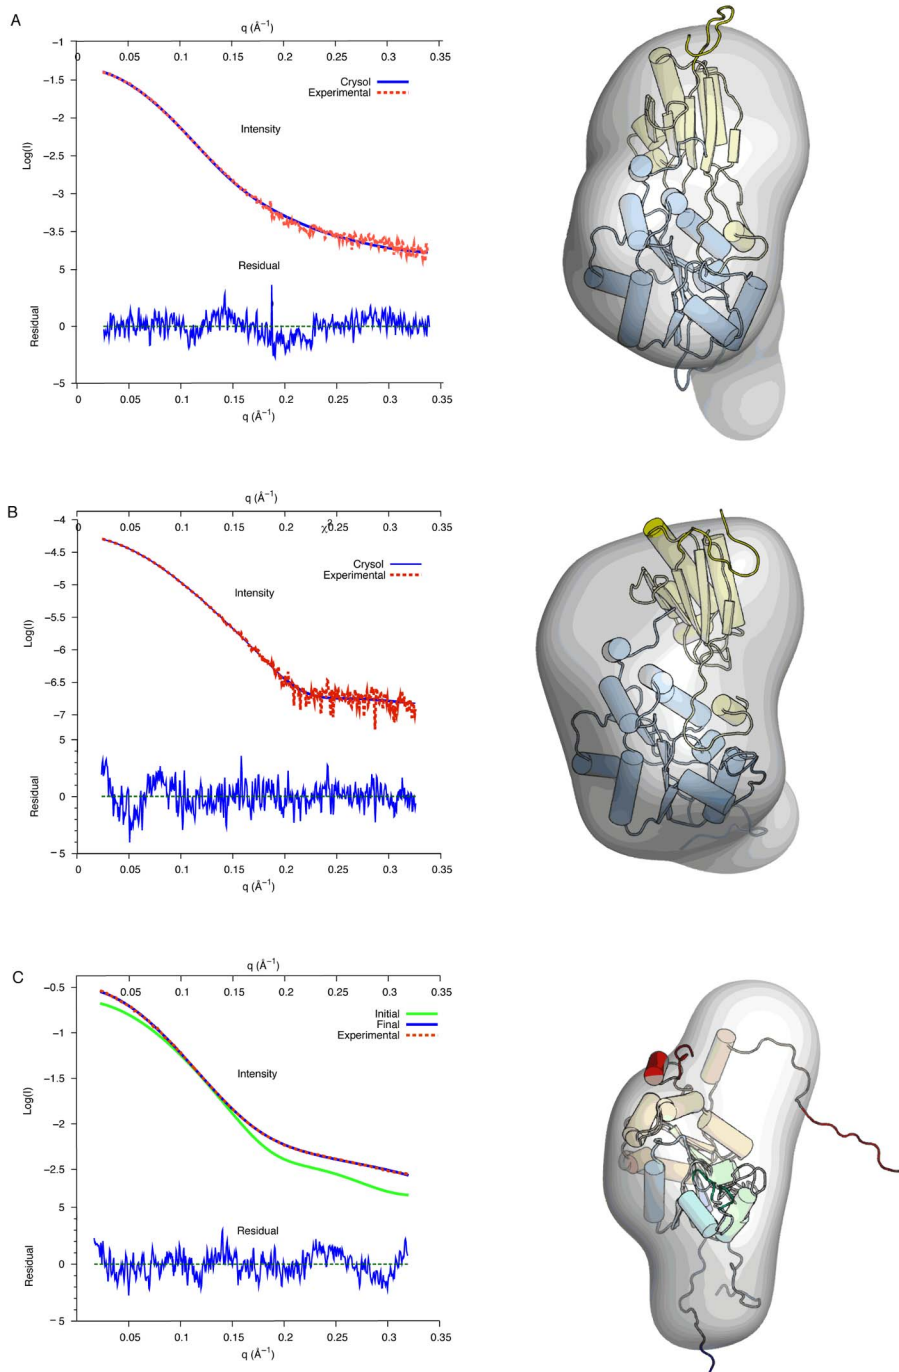 A
q (Å⁻¹)
0 0.05 0.1 0.15 0.2 0.25 0.3 0.35
−1
−1.5
−2
−2.5
−3
−3.5
Log(I)
Crysol
Experimental
Intensity
Residual
5
0
−5
Residual
0 0.05 0.1 0.15 0.2 0.25 0.3 0.35
q (Å⁻¹)
B
q (Å⁻¹)
χ²
0 0.05 0.1 0.15 0.2 0.25 0.3 0.35
−4
−4.5
−5
−5.5
−6
−6.5
−7
Log(I)
Crysol
Experimental
Intensity
5
0
−5
Residual
0 0.05 0.1 0.15 0.2 0.25 0.3 0.35
q (Å⁻¹)
C
q (Å⁻¹)
0.05 0.1 0.15 0.2 0.25 0.3 0.35
−0.5
−1
−1.5
−2
−2.5
Log(I)
Initial
Final
Experimental
Intensity
Residual
5
0
−5
Residual
0 0.05 0.1 0.15 0.2 0.25 0.3 0.35
q (Å⁻¹)